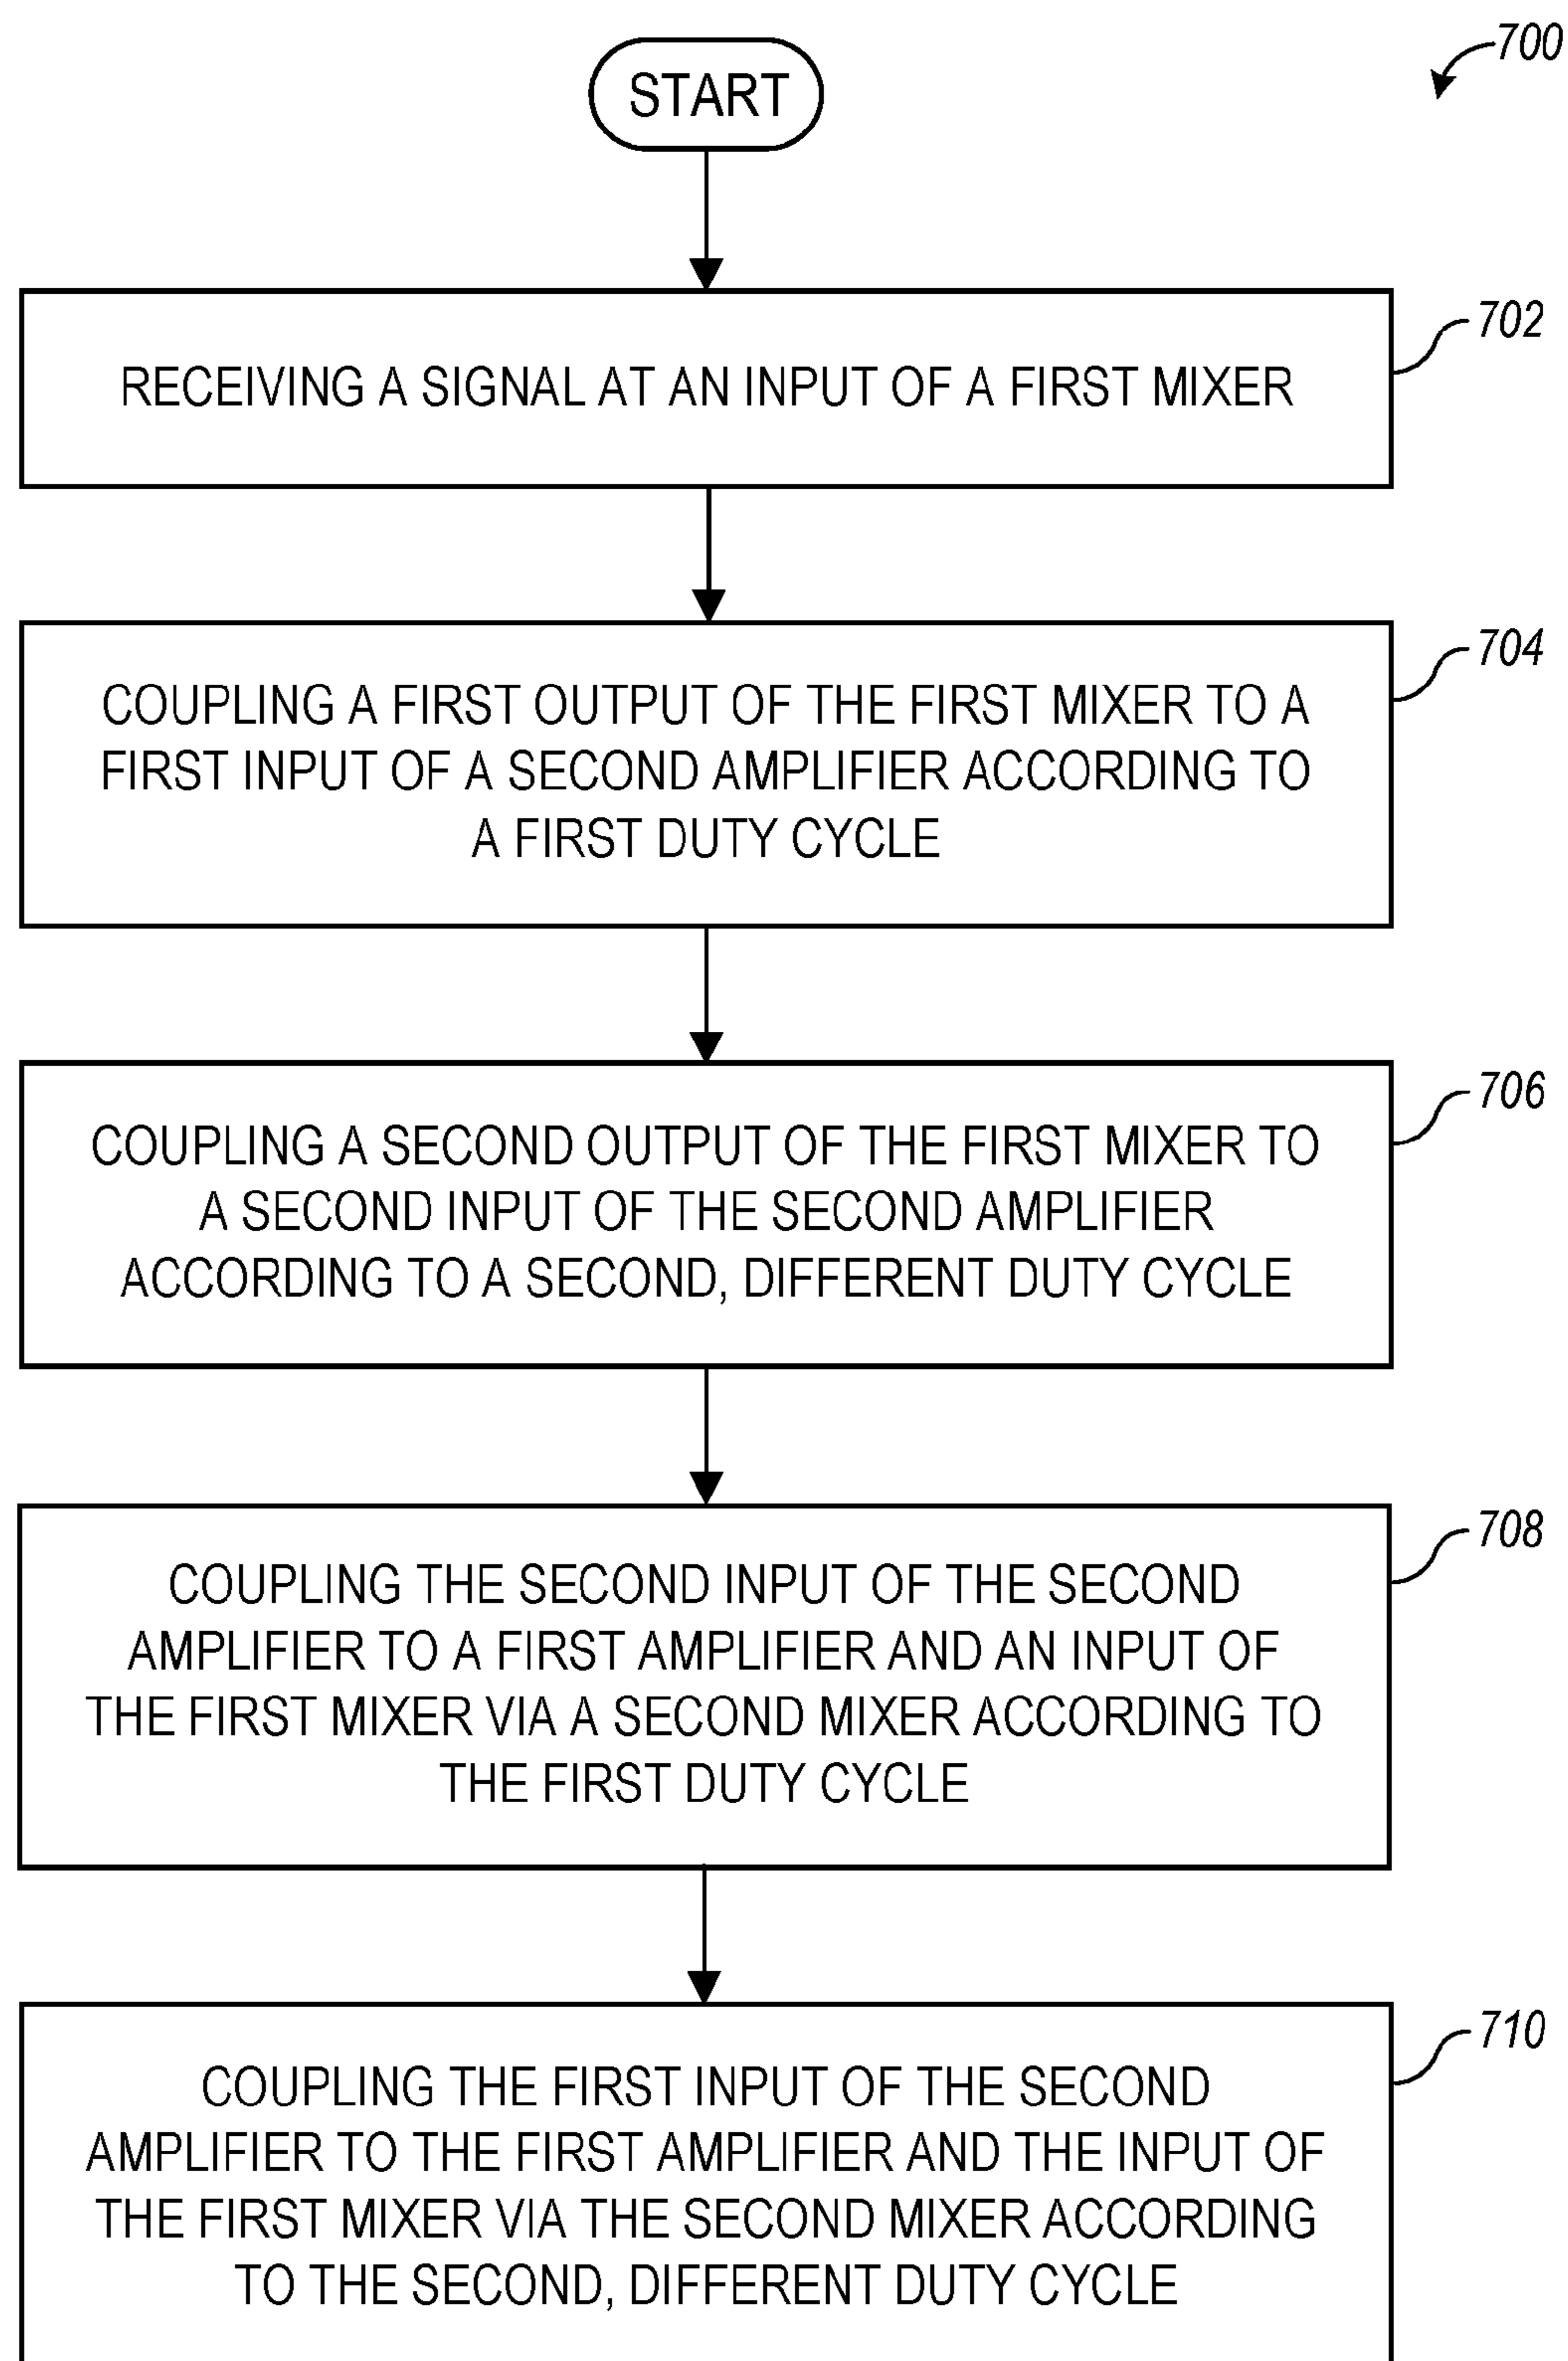 700
START
702
RECEIVING A SIGNAL AT AN INPUT OF A FIRST MIXER
704
COUPLING A FIRST OUTPUT OF THE FIRST MIXER TO A
FIRST INPUT OF A SECOND AMPLIFIER ACCORDING TO
A FIRST DUTY CYCLE
706
COUPLING A SECOND OUTPUT OF THE FIRST MIXER TO
A SECOND INPUT OF THE SECOND AMPLIFIER
ACCORDING TO A SECOND, DIFFERENT DUTY CYCLE
708
COUPLING THE SECOND INPUT OF THE SECOND
AMPLIFIER TO A FIRST AMPLIFIER AND AN INPUT OF
THE FIRST MIXER VIA A SECOND MIXER ACCORDING TO
THE FIRST DUTY CYCLE
710
COUPLING THE FIRST INPUT OF THE SECOND
AMPLIFIER TO THE FIRST AMPLIFIER AND THE INPUT OF
THE FIRST MIXER VIA THE SECOND MIXER ACCORDING
TO THE SECOND, DIFFERENT DUTY CYCLE